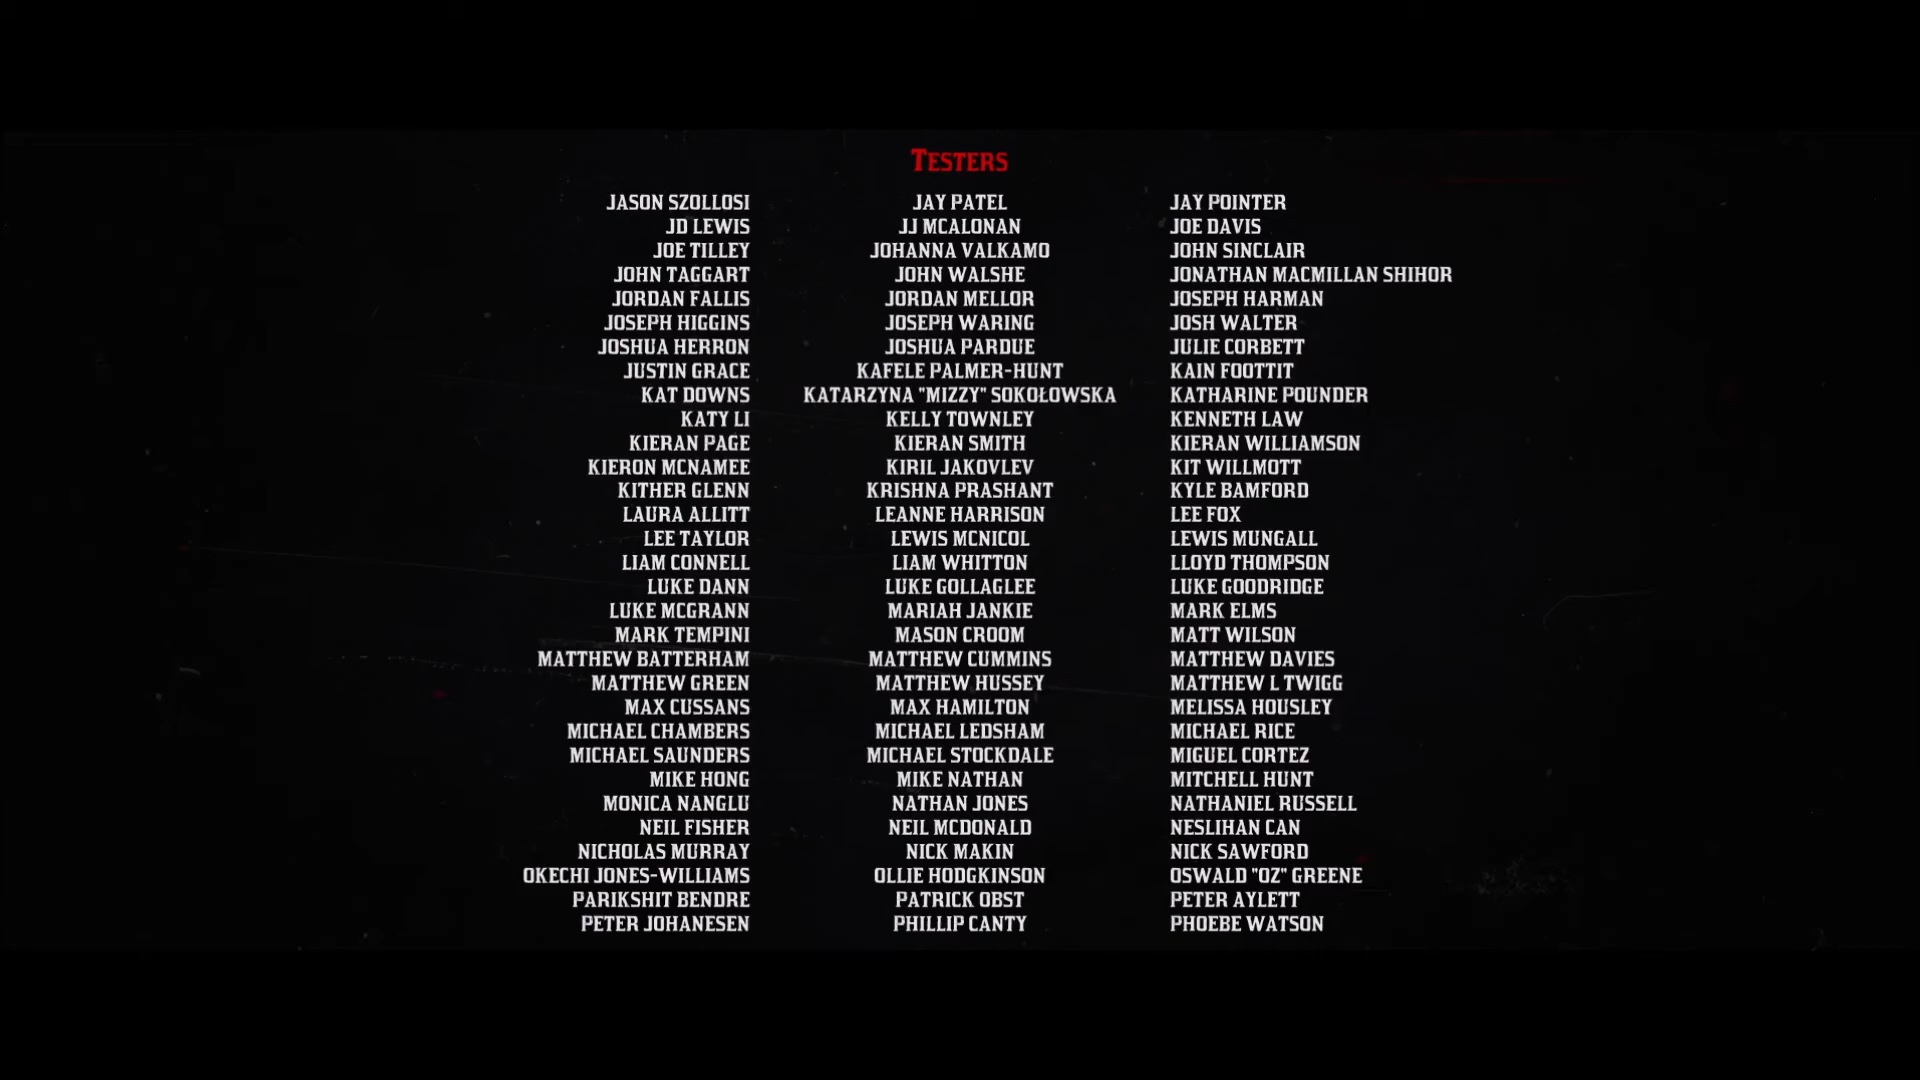 TESTERS
JASON SZOLLOSI JAY PATEL JAY POINTER
JD LEWIS JJ MCALONAN JOE DAVIS
JOE TILLEY JOHANNA VALKAMO JOHN SINCLAIR
JOHN TAGGART JOHN WALSHE JONATHAN MACMILLAN SHIHOR
JORDAN FALLIS JORDAN MELLOR JOSEPH HARMAN
JOSEPH HIGGINS JOSEPH WARING JOSH WALTER
JOSHUA HERRON JOSHUA PARDUE JULIE CORBETT
JUSTIN GRACE KAFELE PALMER-HUNT KAIN FOOTTIT
KAT DOWNS KATARZYNA "MIZZY" SOKOŁOWSKA KATHARINE POUNDER
KATY LI KELLY TOWNLEY KENNETH LAW
KIERAN PAGE KIERAN SMITH KIERAN WILLIAMSON
KIERON MCNAMEE KIRIL JAKOVLEV KIT WILLMOTT
KITHER GLENN KRISHNA PRASHANT KYLE BAMFORD
LAURA ALLITT LEANNE HARRISON LEE FOX
LEE TAYLOR LEWIS MCNICOL LEWIS MUNGALL
LIAM CONNELL LIAM WHITTON LLOYD THOMPSON
LUKE DANN LUKE GOLLAGLEE LUKE GOODRIDGE
LUKE MCGRANN MARIAH JANKIE MARK ELMS
MARK TEMPINI MASON CROOM MATT WILSON
MATTHEW BATTERHAM MATTHEW CUMMINS MATTHEW DAVIES
MATTHEW GREEN MATTHEW HUSSEY MATTHEW L TWIGG
MAX CUSSANS MAX HAMILTON MELISSA HOUSLEY
MICHAEL CHAMBERS MICHAEL LEDSHAM MICHAEL RICE
MICHAEL SAUNDERS MICHAEL STOCKDALE MIGUEL CORTEZ
MIKE HONG MIKE NATHAN MITCHELL HUNT
MONICA NANGLU NATHAN JONES NATHANIEL RUSSELL
NEIL FISHER NEIL MCDONALD NESLIHAN CAN
NICHOLAS MURRAY NICK MAKIN NICK SAWFORD
OKECHI JONES-WILLIAMS OLLIE HODGKINSON OSWALD "OZ" GREENE
PARIKSHIT BENDRE PATRICK OBST PETER AYLETT
PETER JOHANESEN PHILLIP CANTY PHOEBE WATSON